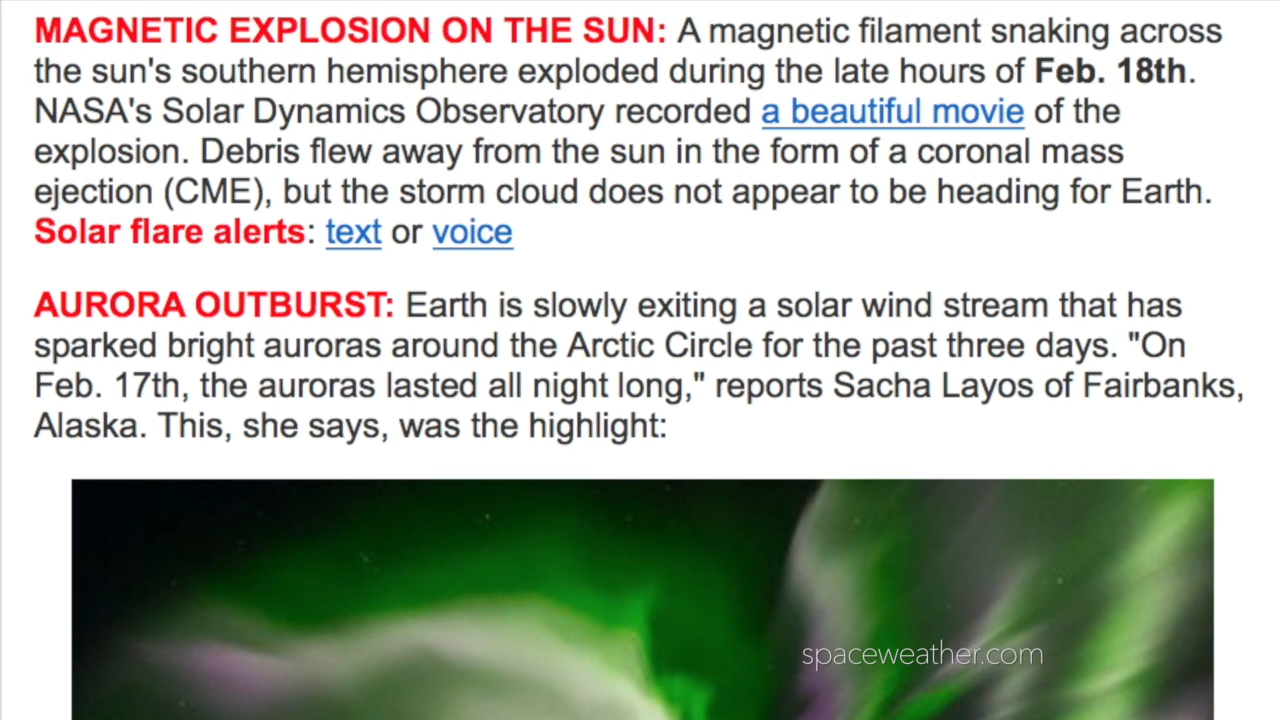 MAGNETIC EXPLOSION ON THE SUN: A magnetic filament snaking across
the sun's southern hemisphere exploded during the late hours of Feb. 18th.
NASA's Solar Dynamics Observatory recorded a beautiful movie of the
explosion. Debris flew away from the sun in the form of a coronal mass
ejection (CME), but the storm cloud does not appear to be heading for Earth.
Solar flare alerts: text or voice
AURORA OUTBURST: Earth is slowly exiting a solar wind stream that has
sparked bright auroras around the Arctic Circle for the past three days. "On
Feb. 17th, the auroras lasted all night long," reports Sacha Layos of Fairbanks,
Alaska. This, she says, was the highlight:
spaceweather.com